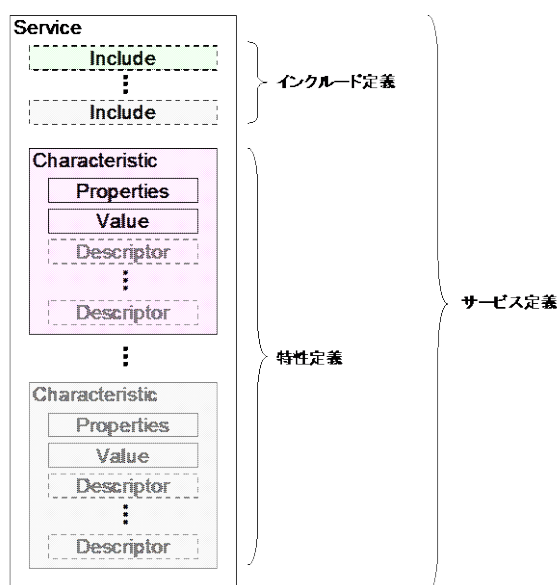 Service
Include
Include
インクルード定義
Characteristic
Properties
Value
Descriptor
Descriptor
サービス定義
特性定義
Characteristic
Properties
Value
Descriptor
Descriptor